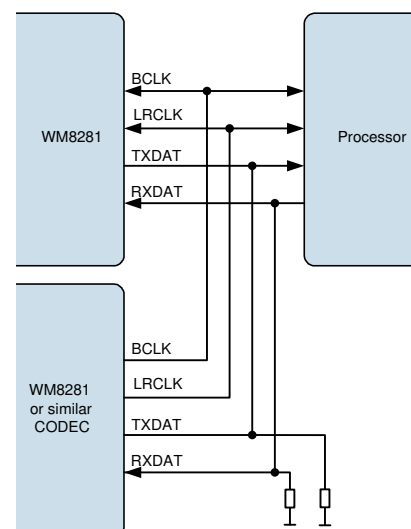 BCLK
LRCLK
WM8281
Processor
TXDAT
RXDAT
BCLK
LRCLK
WM8281
or similar
CODEC
TXDAT
RXDAT